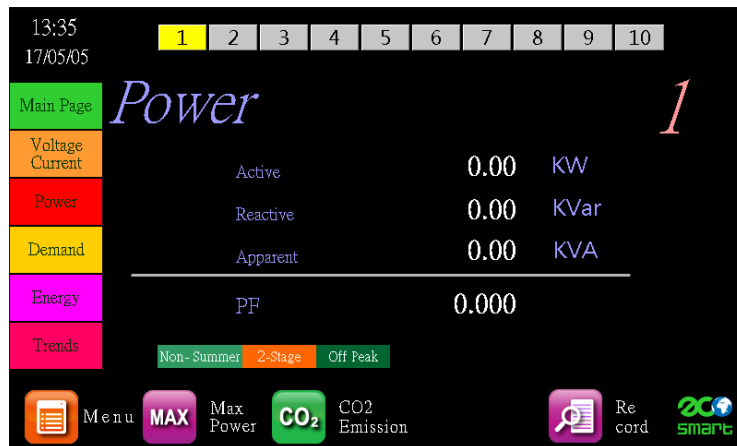 13:35
17/05/05
1 2 3 4 5 6 7 8 9 10
Main Page
Voltage
Current
Power
Demand
Energy
Trends
Power
1
Active 0.00 KW
Reactive 0.00 KVar
Apparent 0.00 KVA
PF 0.000
Non- Summer 2-Stage Off Peak
Menu
MAX
Max
Power
CO₂
CO2
Emission
Re
cord
eco
smart